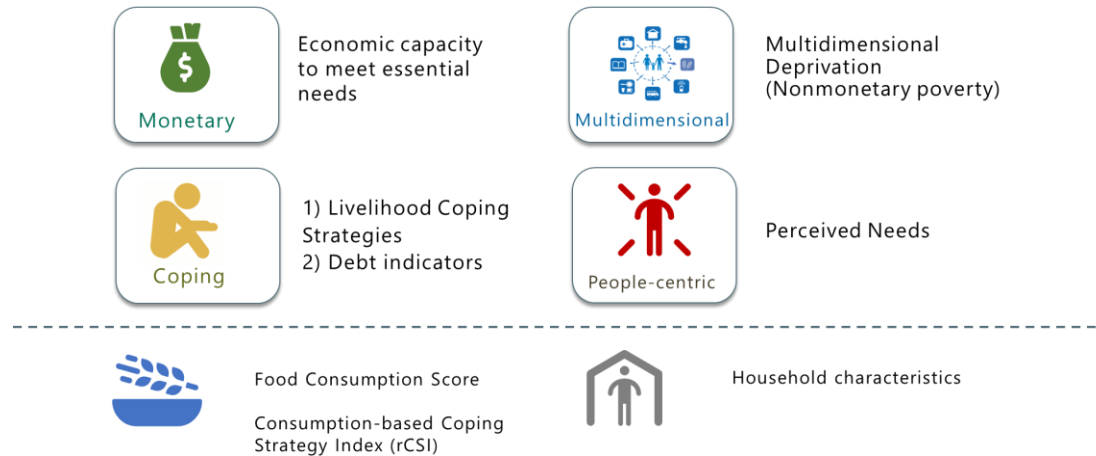 Economic capacity
to meet essential
needs
$
Monetary
Multidimensional
Deprivation
(Nonmonetary poverty)
Multidimensional
1) Livelihood Coping
Strategies
2) Debt indicators
Coping
Perceived Needs
People-centric
Food Consumption Score
Consumption-based Coping
Strategy Index (rCSI)
Household characteristics